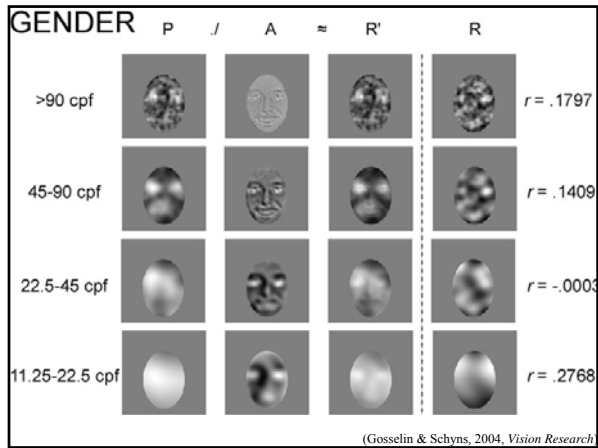 GENDER P ./ A ≈ R' R
>90 cpf r = .1797
45-90 cpf r = .1409
22.5-45 cpf r = -.0003
11.25-22.5 cpf r = .2768
(Gosselin & Schyns, 2004, Vision Research)